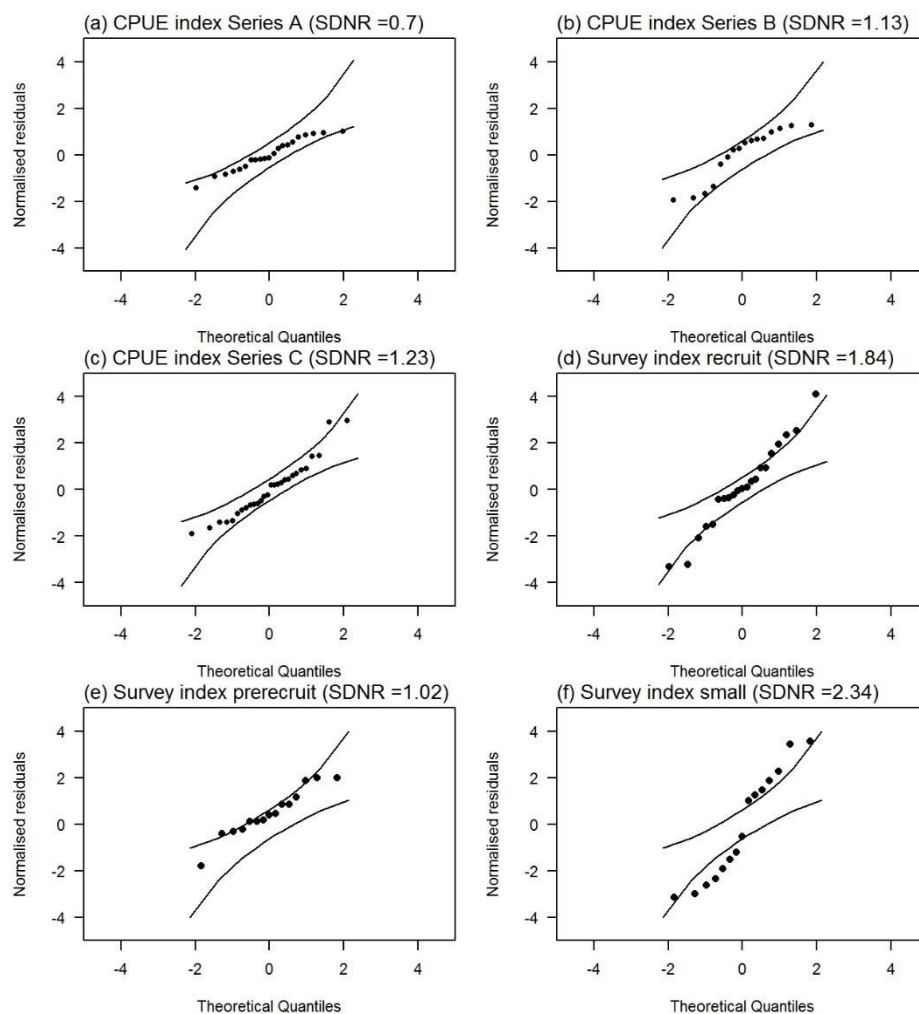 (a) CPUE index Series A (SDNR =0.7)
4
2
0
-2
-4
Normalised residuals
-4 -2 0 2 4
Theoretical Quantiles
(b) CPUE index Series B (SDNR =1.13)
4
2
0
-2
-4
Normalised residuals
-4 -2 0 2 4
Theoretical Quantiles
(c) CPUE index Series C (SDNR =1.23)
4
2
0
-2
-4
Normalised residuals
-4 -2 0 2 4
Theoretical Quantiles
(d) Survey index recruit (SDNR =1.84)
4
2
0
-2
-4
Normalised residuals
-4 -2 0 2 4
Theoretical Quantiles
(e) Survey index prerecruit (SDNR =1.02)
4
2
0
-2
-4
Normalised residuals
-4 -2 0 2 4
Theoretical Quantiles
(f) Survey index small (SDNR =2.34)
4
2
0
-2
-4
Normalised residuals
-4 -2 0 2 4
Theoretical Quantiles